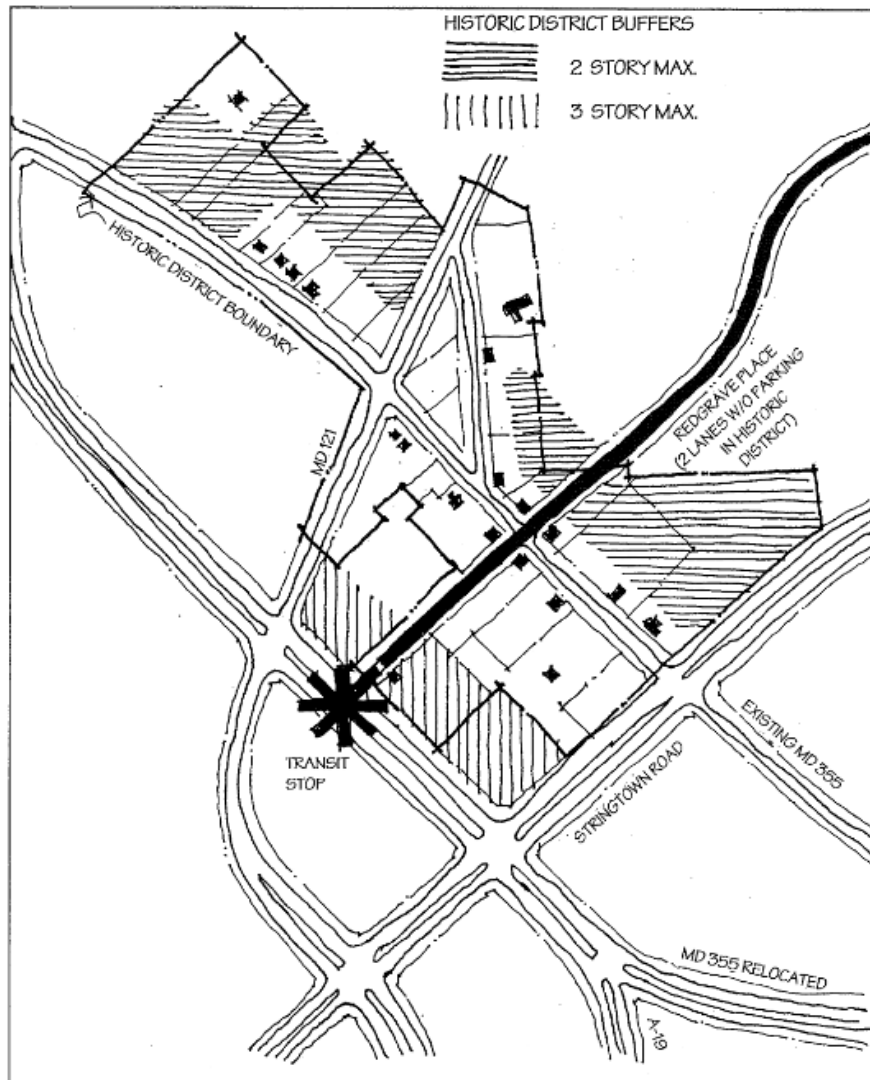 HISTORIC DISTRICT BUFFERS
2 STORY MAX.
3 STORY MAX.
HISTORIC DISTRICT BOUNDARY
MD 121
REDGRAVE PLACE
(2 LANES W/O PARKING
IN HISTORIC
DISTRICT)
TRANSIT
STOP
EXISTING MD 355
STRINGTOWN ROAD
MD 355 RELOCATED
A-19